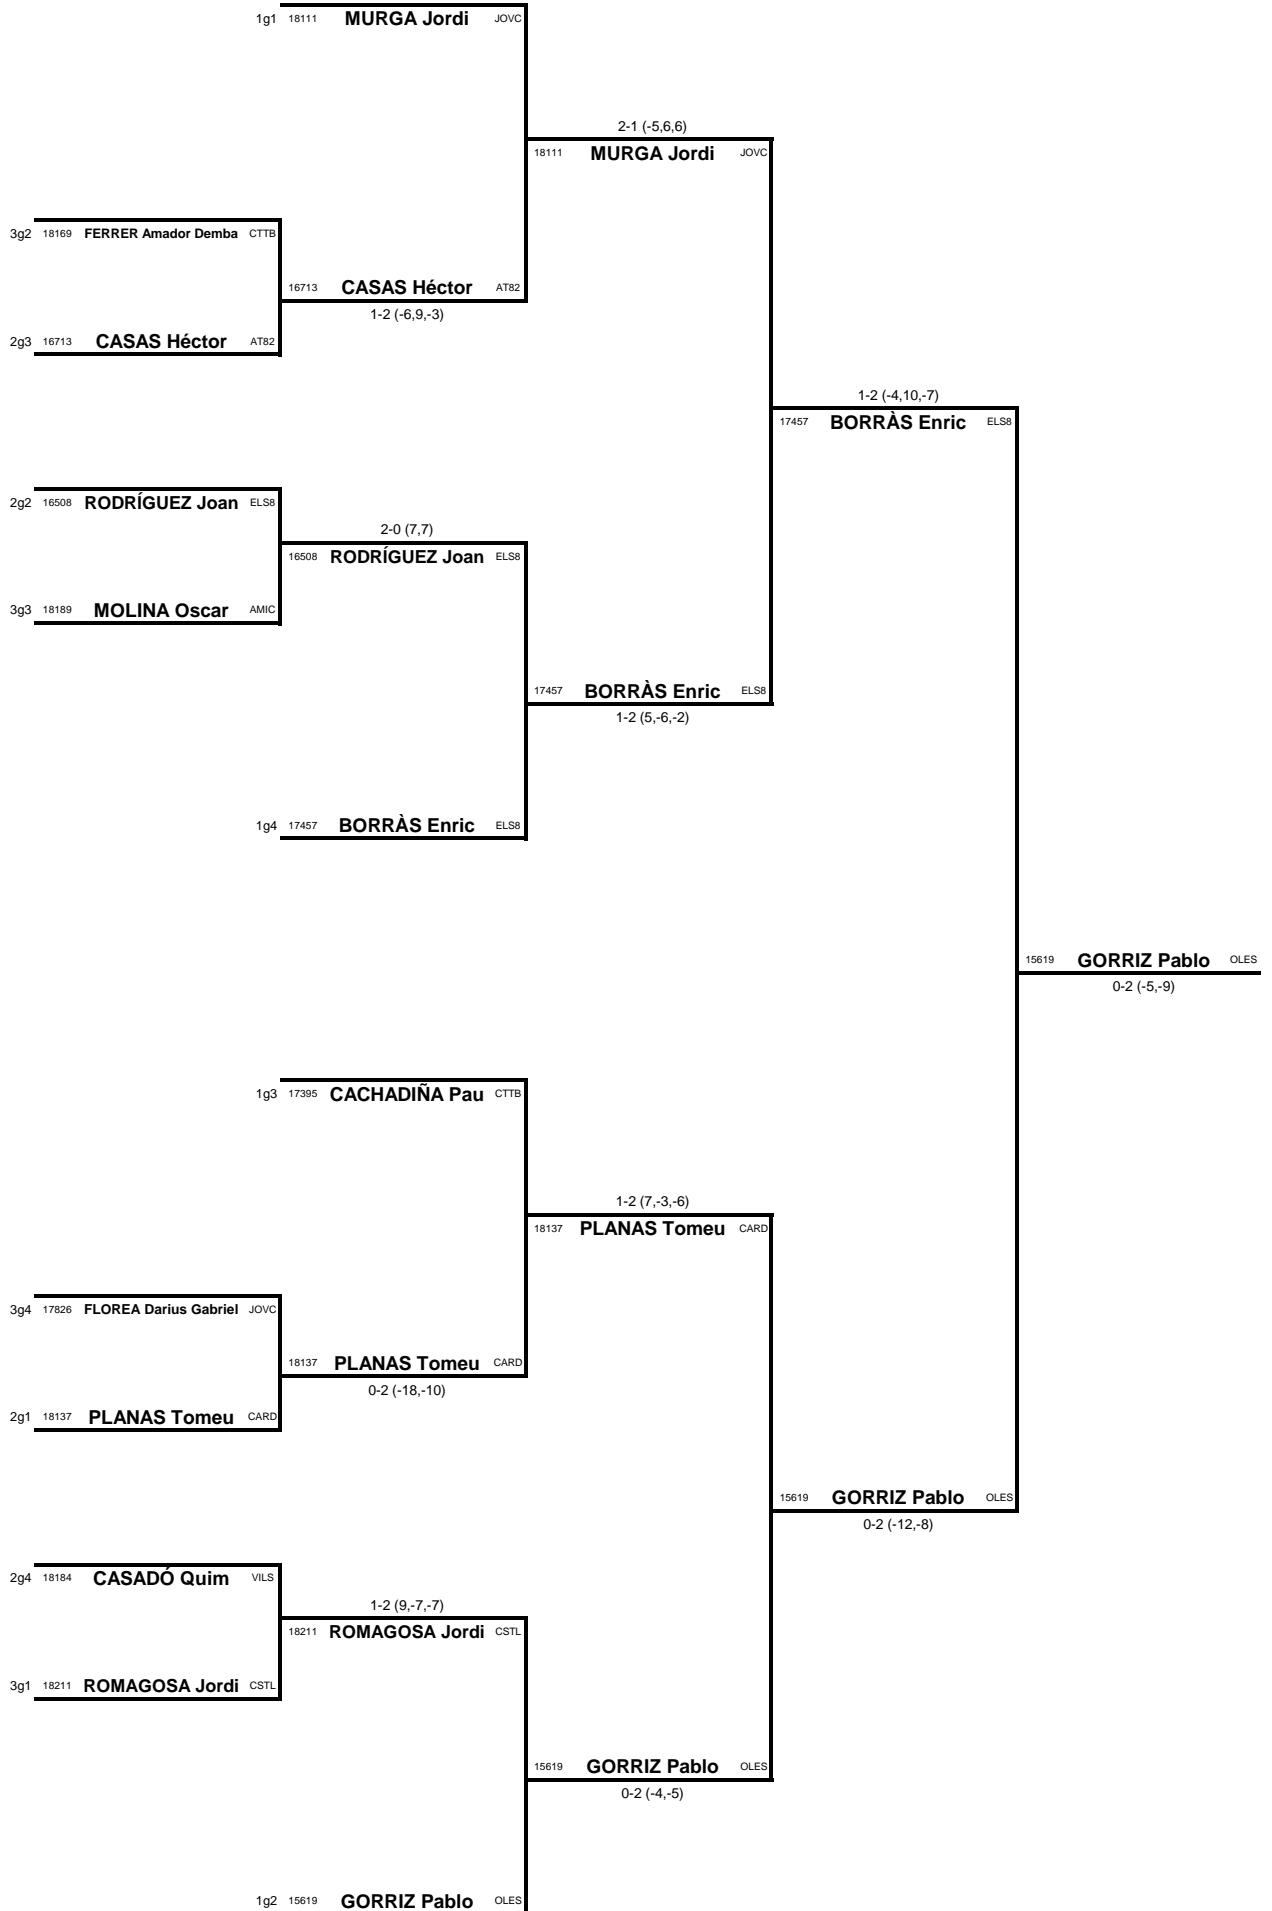 1g1 18111 MURGA Jordi JOVC
2-1 (-5,6,6)
18111 MURGA Jordi JOVC
3g2 18169 FERRER Amador Demba CTTB
16713 CASAS Héctor AT82
1-2 (-6,9,-3)
2g3 16713 CASAS Héctor AT82
1-2 (-4,10,-7)
17457 BORRÀS Enric ELS8
2g2 16508 RODRÍGUEZ Joan ELS8
2-0 (7,7)
16508 RODRÍGUEZ Joan ELS8
3g3 18189 MOLINA Oscar AMIC
17457 BORRÀS Enric ELS8
1-2 (5,-6,-2)
1g4 17457 BORRÀS Enric ELS8
15619 GORRIZ Pablo OLES
0-2 (-5,-9)
1g3 17395 CACHADIÑA Pau CTTB
1-2 (7,-3,-6)
18137 PLANAS Tomeu CARD
3g4 17826 FLOREA Darius Gabriel JOVC
18137 PLANAS Tomeu CARD
0-2 (-18,-10)
2g1 18137 PLANAS Tomeu CARD
15619 GORRIZ Pablo OLES
0-2 (-12,-8)
2g4 18184 CASADÓ Quim VILS
1-2 (9,-7,-7)
18211 ROMAGOSA Jordi CSTL
3g1 18211 ROMAGOSA Jordi CSTL
15619 GORRIZ Pablo OLES
0-2 (-4,-5)
1g2 15619 GORRIZ Pablo OLES